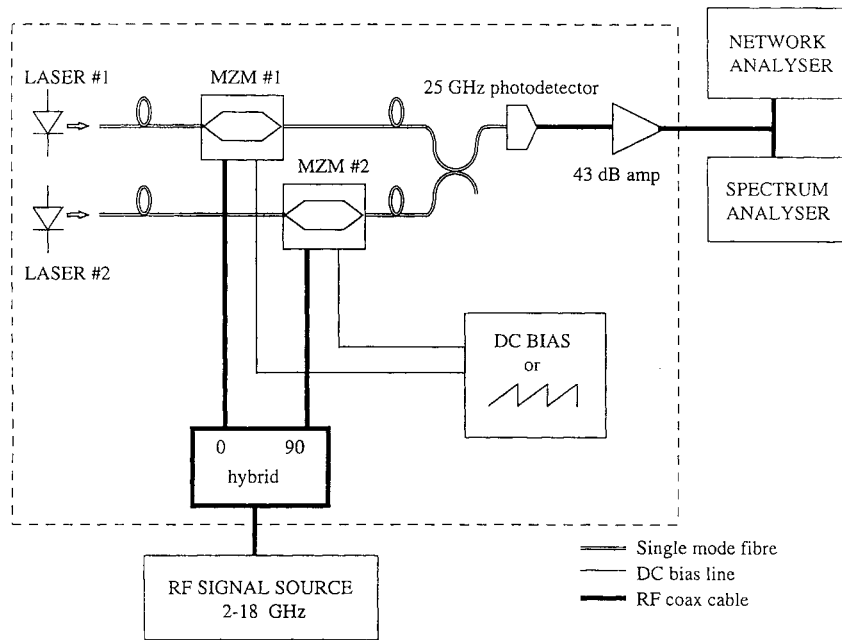 NETWORK
ANALYSER
LASER #1
MZM #1
25 GHz photodetector
MZM #2
43 dB amp
SPECTRUM
ANALYSER
LASER #2
DC BIAS
or
0 90
hybrid
RF SIGNAL SOURCE
2-18 GHz
Single mode fibre
DC bias line
RF coax cable